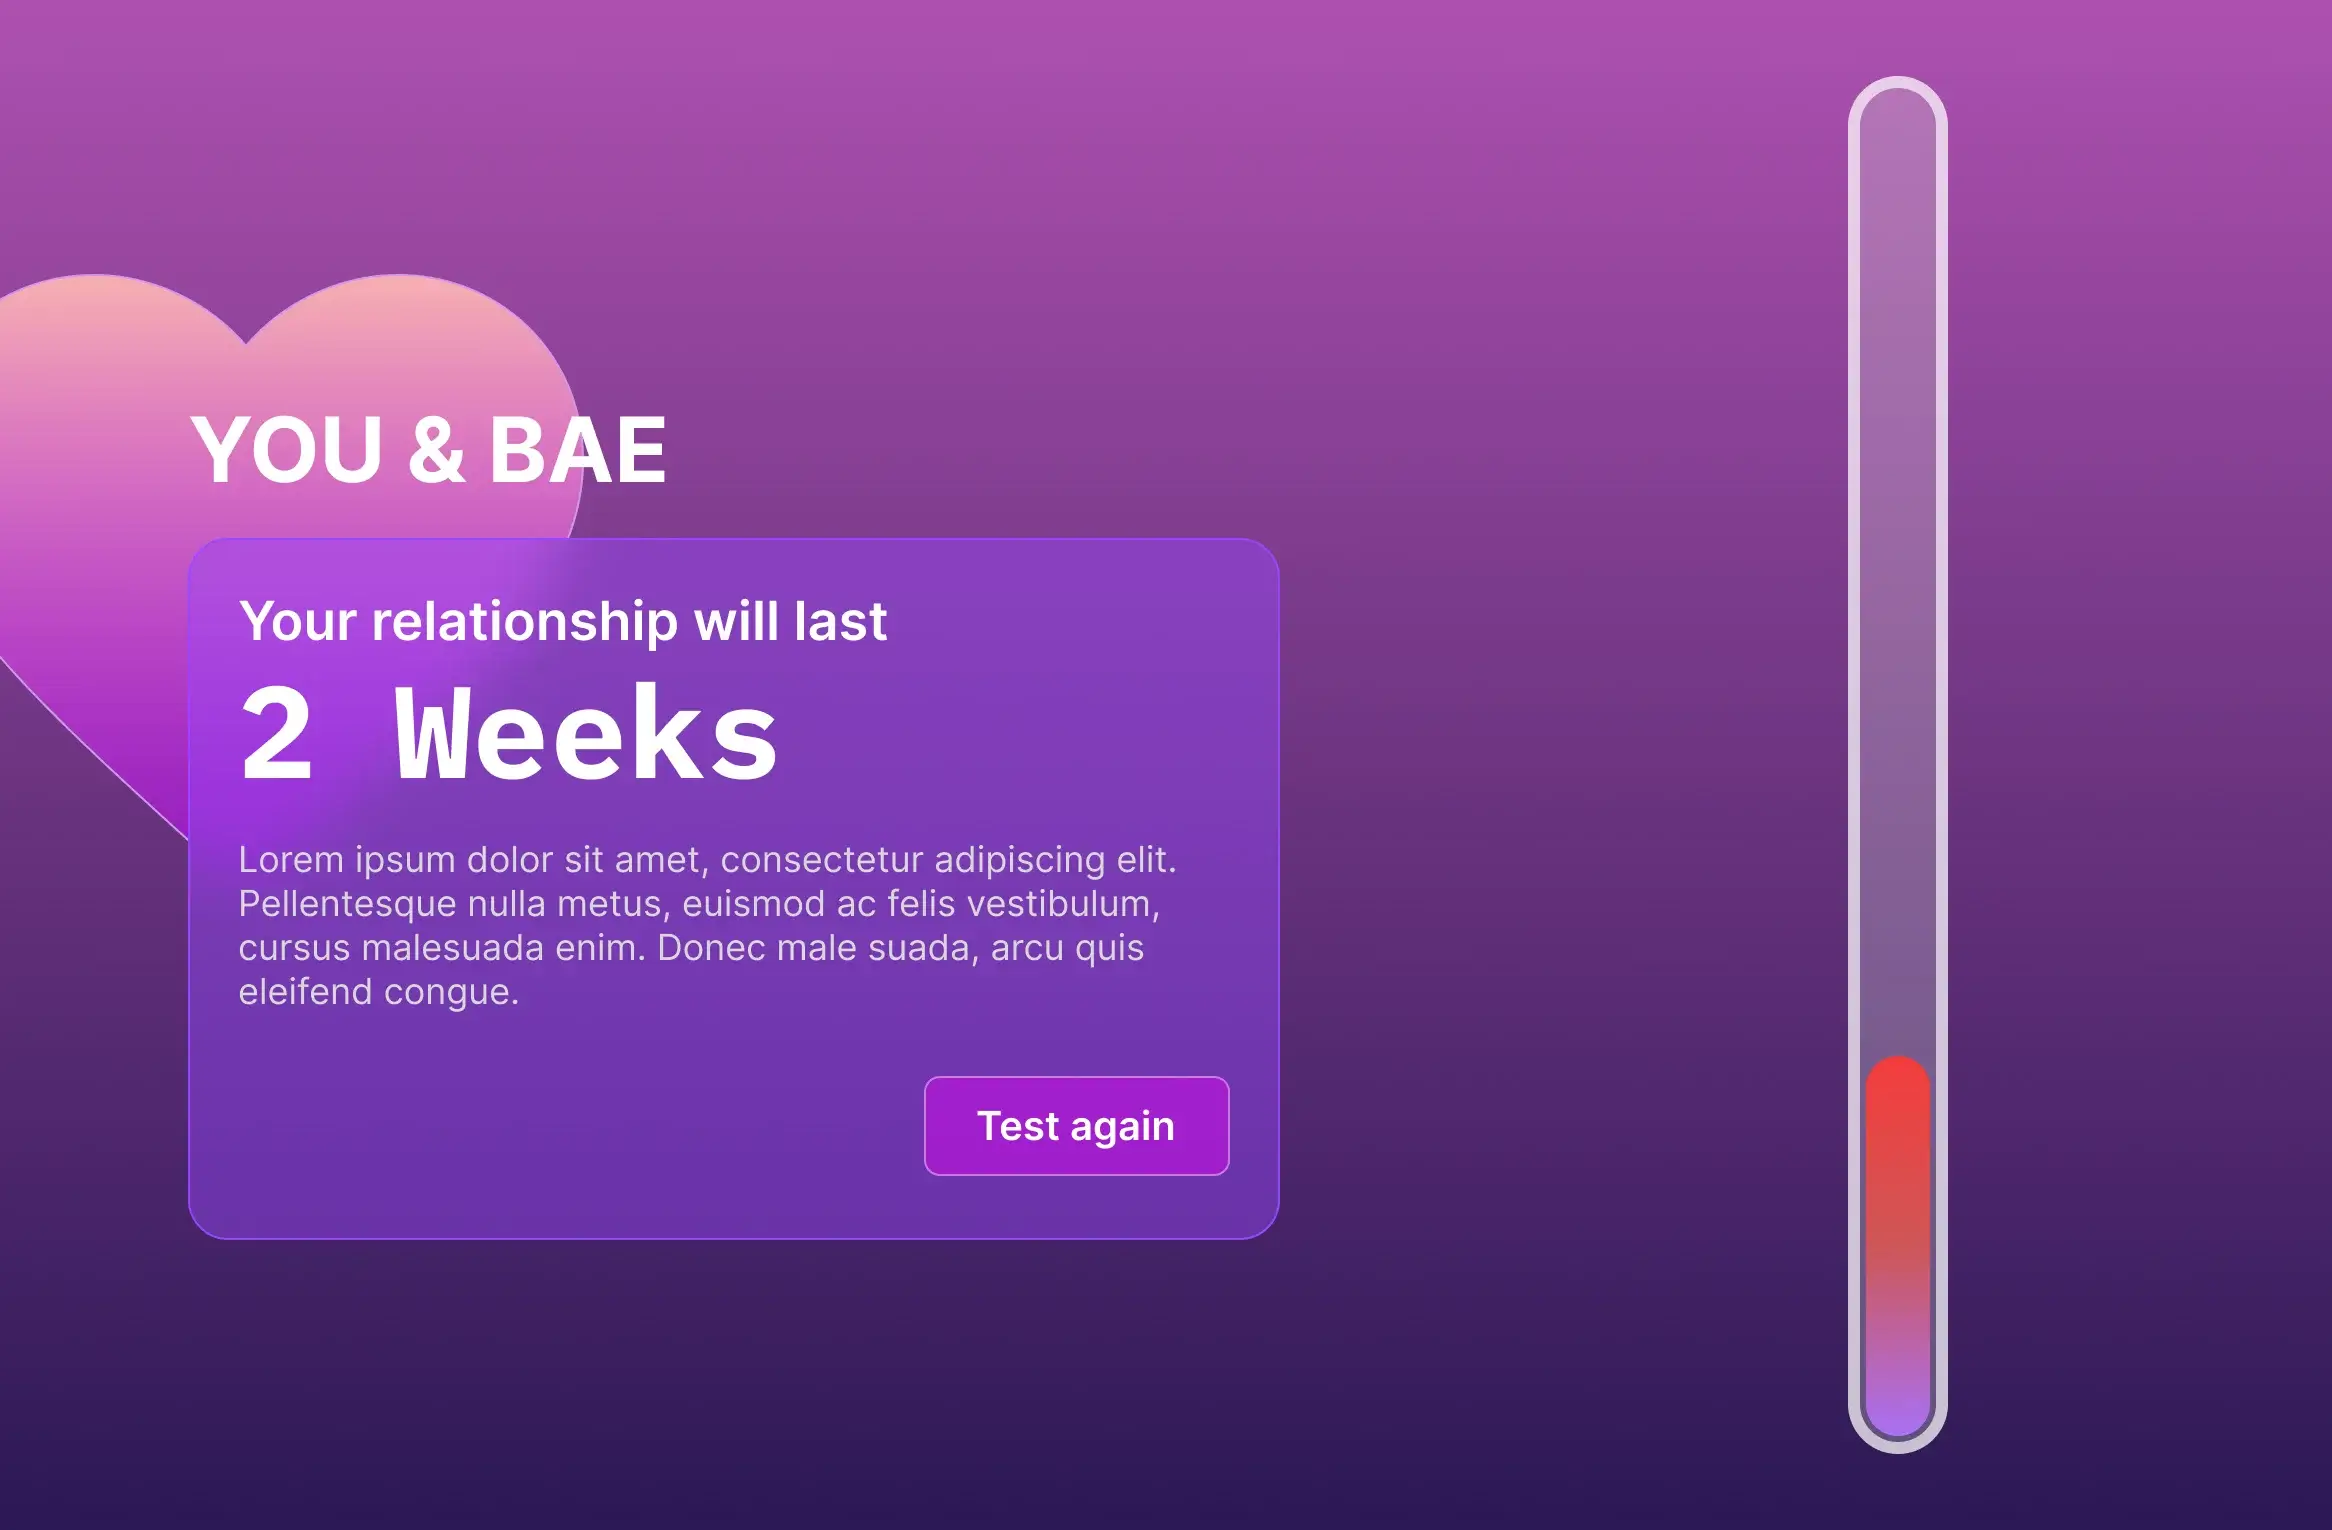 YOU & BAE
Your relationship will last
2 Weeks
Lorem ipsum dolor sit amet, consectetur adipiscing elit.
Pellentesque nulla metus, euismod ac felis vestibulum,
cursus malesuada enim. Donec male suada, arcu quis
eleifend congue.
Test again